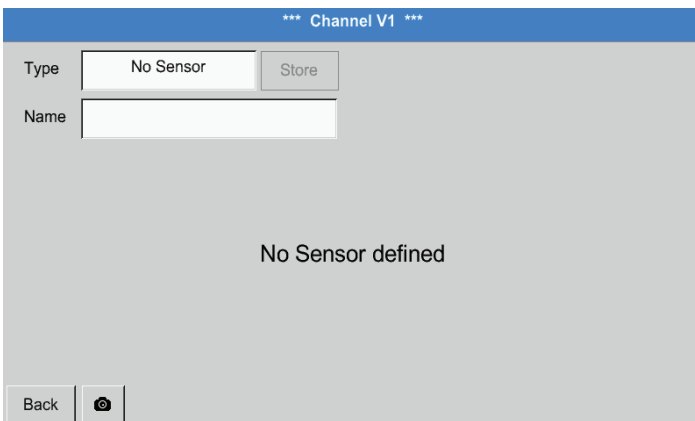 *** Channel V1 ***
Type No Sensor Store
Name
No Sensor defined
Back